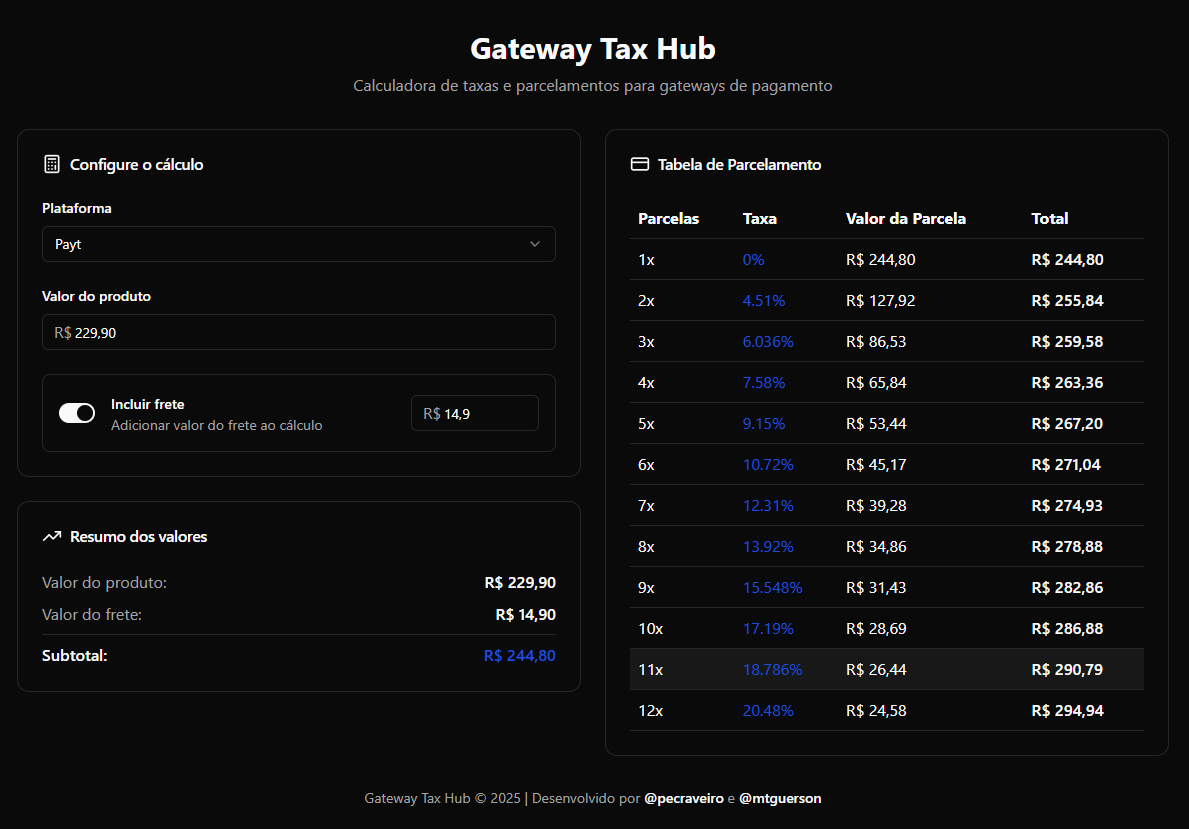 Gateway Tax Hub
Calculadora de taxas e parcelamentos para gateways de pagamento
Configure o cálculo
Plataforma
Payt
Valor do produto
R$ 229,90
Incluir frete
Adicionar valor do frete ao cálculo
R$ 14,9
Resumo dos valores
Valor do produto: R$ 229,90
Valor do frete: R$ 14,90
Subtotal: R$ 244,80
Tabela de Parcelamento
Parcelas Taxa Valor da Parcela Total
1x 0% R$ 244,80 R$ 244,80
2x 4.51% R$ 127,92 R$ 255,84
3x 6.036% R$ 86,53 R$ 259,58
4x 7.58% R$ 65,84 R$ 263,36
5x 9.15% R$ 53,44 R$ 267,20
6x 10.72% R$ 45,17 R$ 271,04
7x 12.31% R$ 39,28 R$ 274,93
8x 13.92% R$ 34,86 R$ 278,88
9x 15.548% R$ 31,43 R$ 282,86
10x 17.19% R$ 28,69 R$ 286,88
11x 18.786% R$ 26,44 R$ 290,79
12x 20.48% R$ 24,58 R$ 294,94
Gateway Tax Hub © 2025 | Desenvolvido por @pecraveiro e @mtguerson